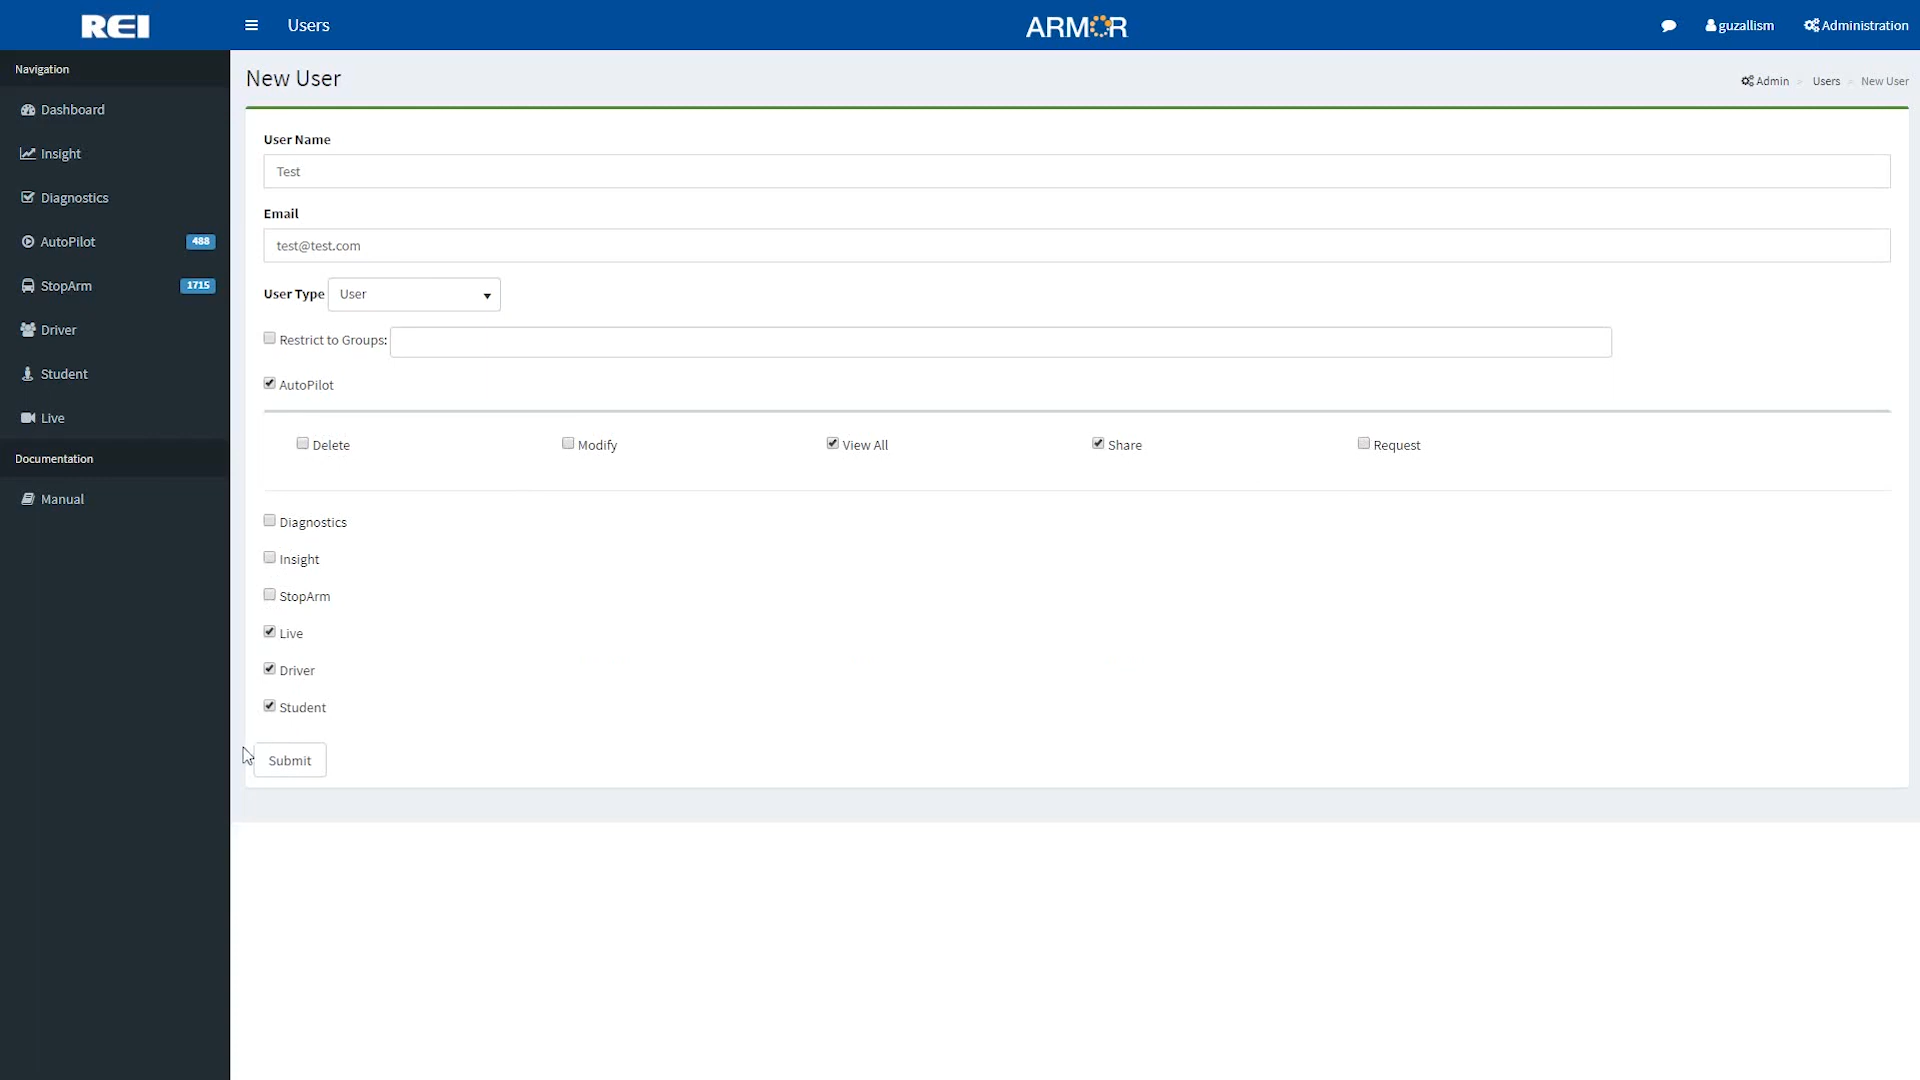 REI
Users
ARMOR
guzallism
Administration
Navigation
Dashboard
Insight
Diagnostics
AutoPilot 488
StopArm 1715
Driver
Student
Live
Documentation
Manual
New User
Admin
Users
New User
User Name
Test
Email
test@test.com
User Type User
Restrict to Groups:
AutoPilot
Delete Modify View All Share Request
Diagnostics
Insight
StopArm
Live
Driver
Student
Submit